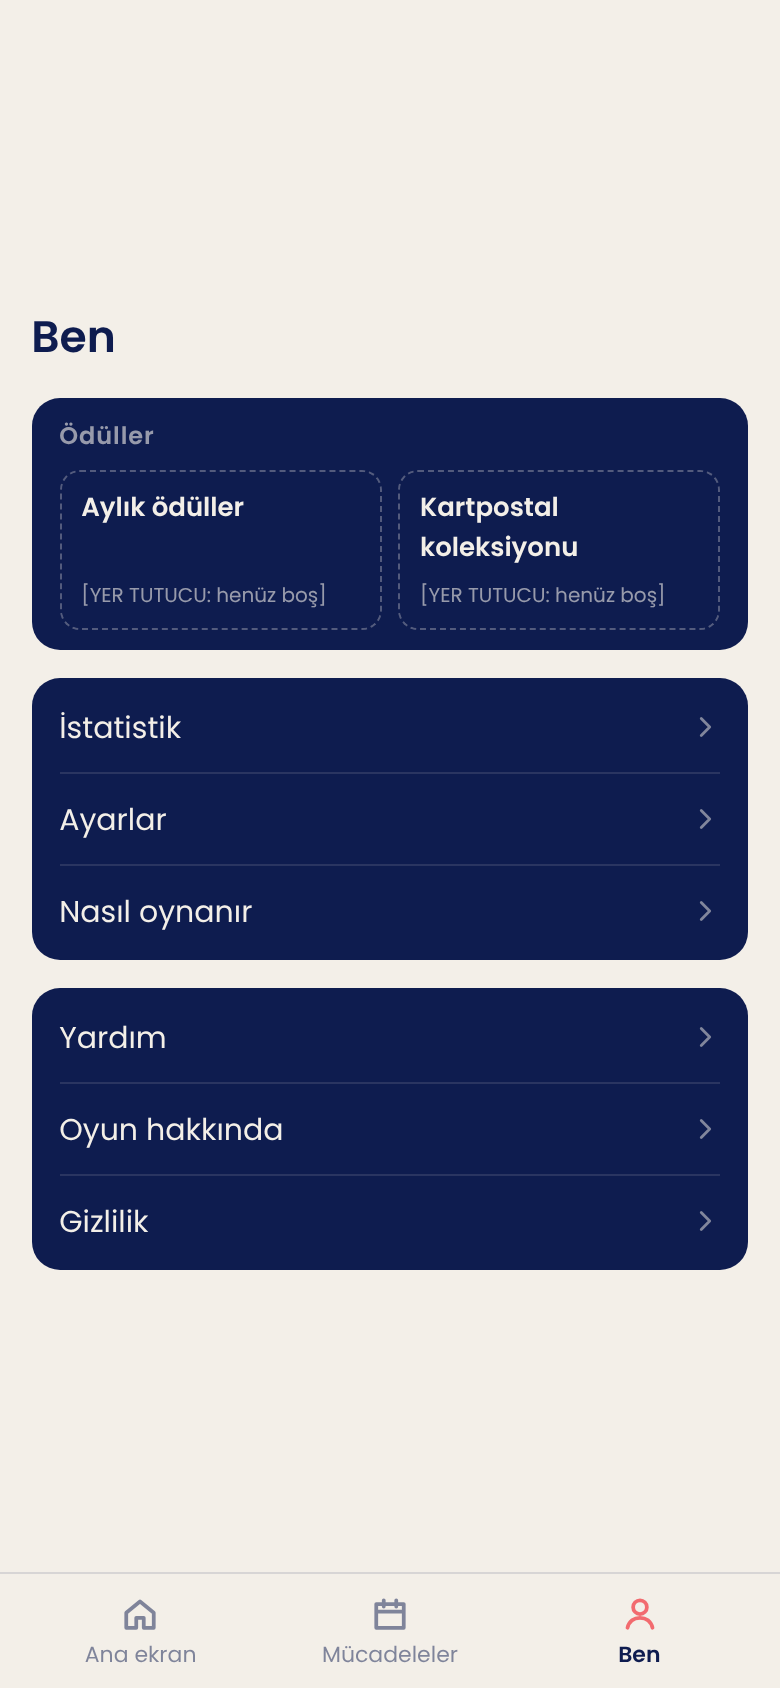 Ben
Ödüller
Aylık ödüller
[YER TUTUCU: henüz boş]
Kartpostal
koleksiyonu
[YER TUTUCU: henüz boş]
İstatistik
Ayarlar
Nasıl oynanır
Yardım
Oyun hakkında
Gizlilik
Ana ekran
Mücadeleler
Ben